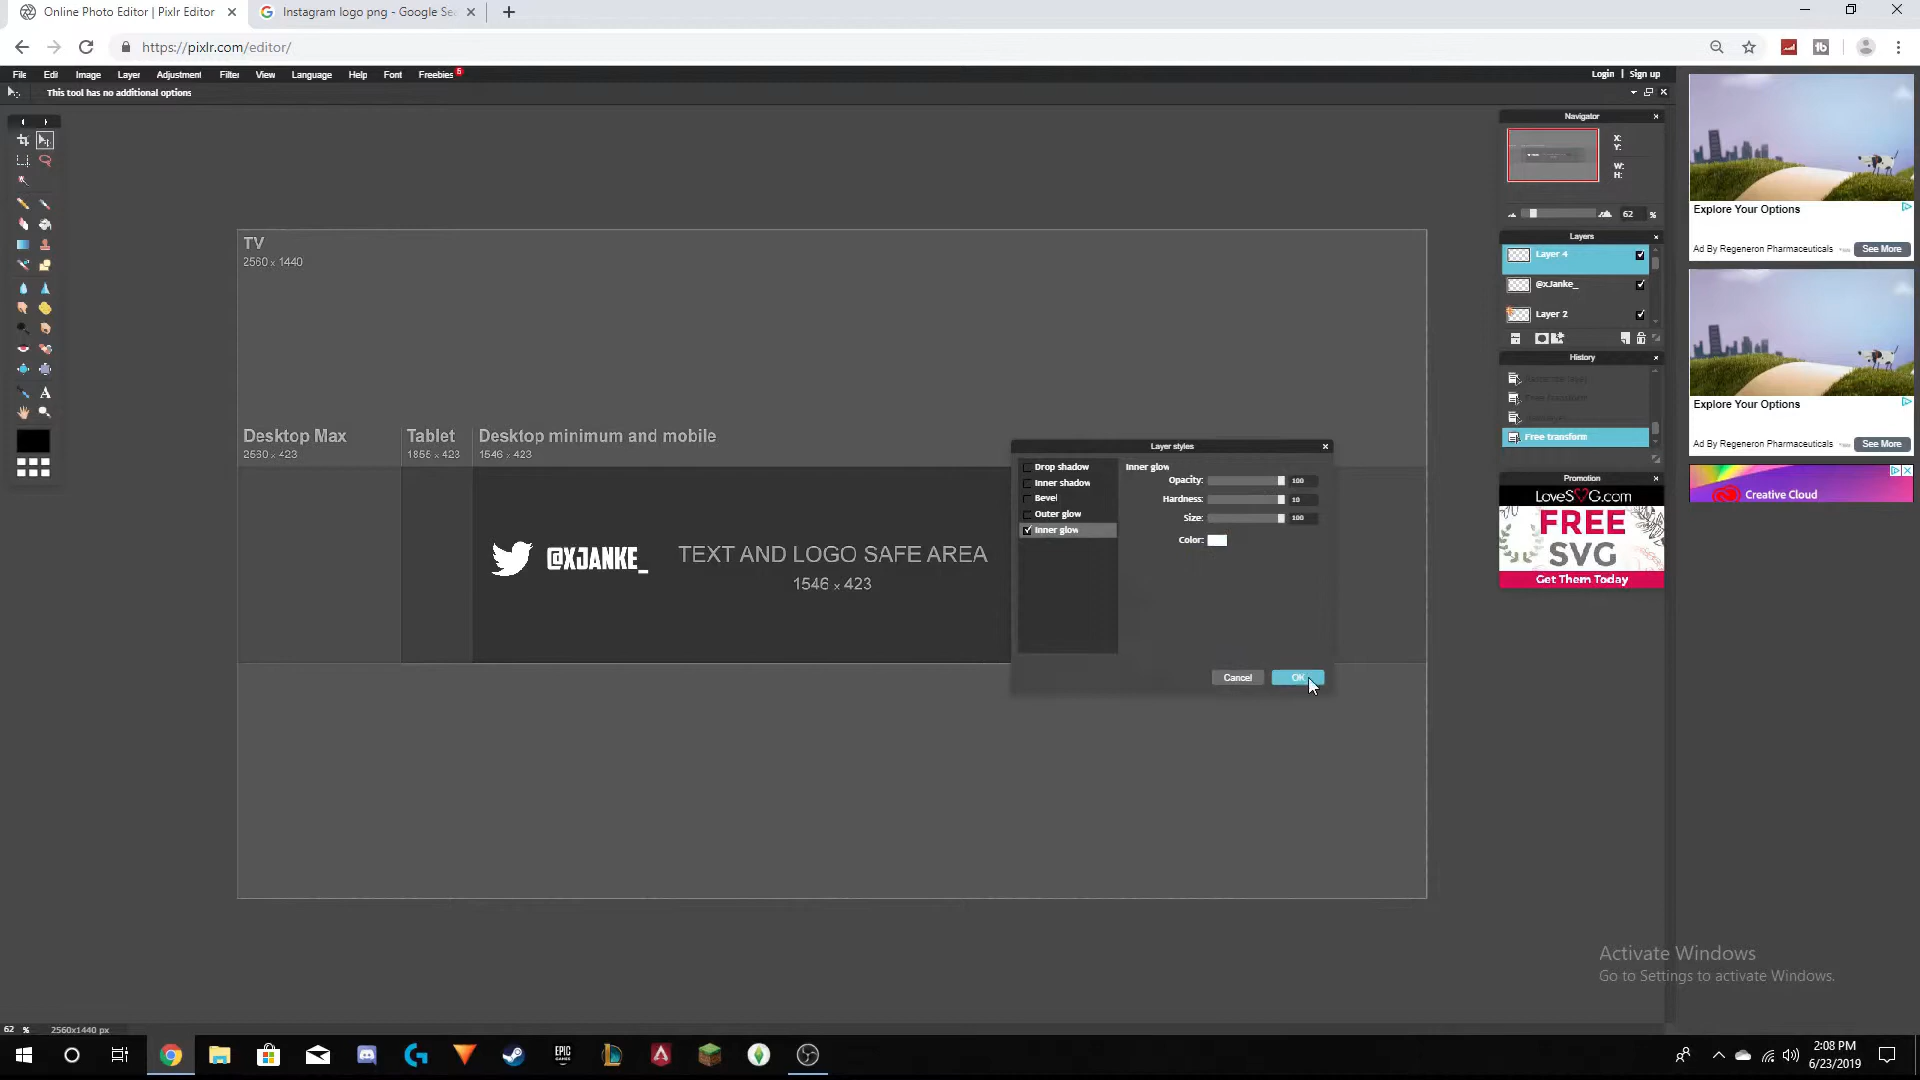 Online Photo Editor | Pixlr Editor
Instagram logo png - Google Se
https://pixlr.com/editor/
File Edit Image Layer Adjustment Filter View Language Help Font Freebies 5
Login | Sign up
This tool has no additional options
Navigator
X:
Y:
W:
H:
62 %
Layers
Layer 4
@xJanke_
Layer 2
History
Free transform
Free transform
Promotion
LoveSVG.com
FREE
SVG
Get Them Today
Explore Your Options
Ad By Regeneron Pharmaceuticals
See More
Explore Your Options
Ad By Regeneron Pharmaceuticals
See More
Creative Cloud
TV
2560 x 1440
Desktop Max
2560 x 423
Tablet
1855 x 423
Desktop minimum and mobile
1546 x 423
@XJANKE_
TEXT AND LOGO SAFE AREA
1546 x 423
Layer styles
Drop shadow
Inner shadow
Bevel
Outer glow
Inner glow
Inner glow
Opacity: 100
Hardness: 10
Size: 100
Color:
Cancel
OK
Activate Windows
Go to Settings to activate Windows.
62 % 2560x1440 px
EPIC
GAMES
2:08 PM
6/23/2019